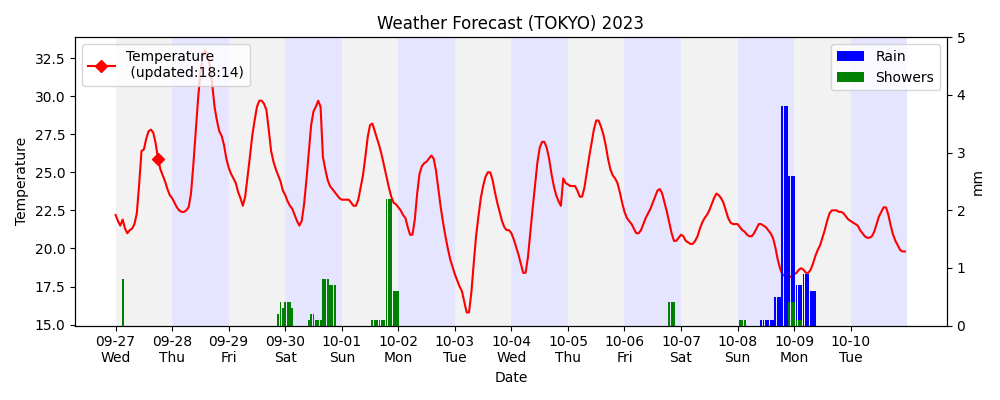 Weather Forecast (TOKYO) 2023
Temperature
(updated:18:14)
Rain
Showers
Temperature
32.5
30.0
27.5
25.0
22.5
20.0
17.5
15.0
5
4
3
2
1
0
mm
09-27 09-28 09-29 09-30 10-01 10-02 10-03 10-04 10-05 10-06 10-07 10-08 10-09 10-10
Wed Thu Fri Sat Sun Mon Tue Wed Thu Fri Sat Sun Mon Tue
Date